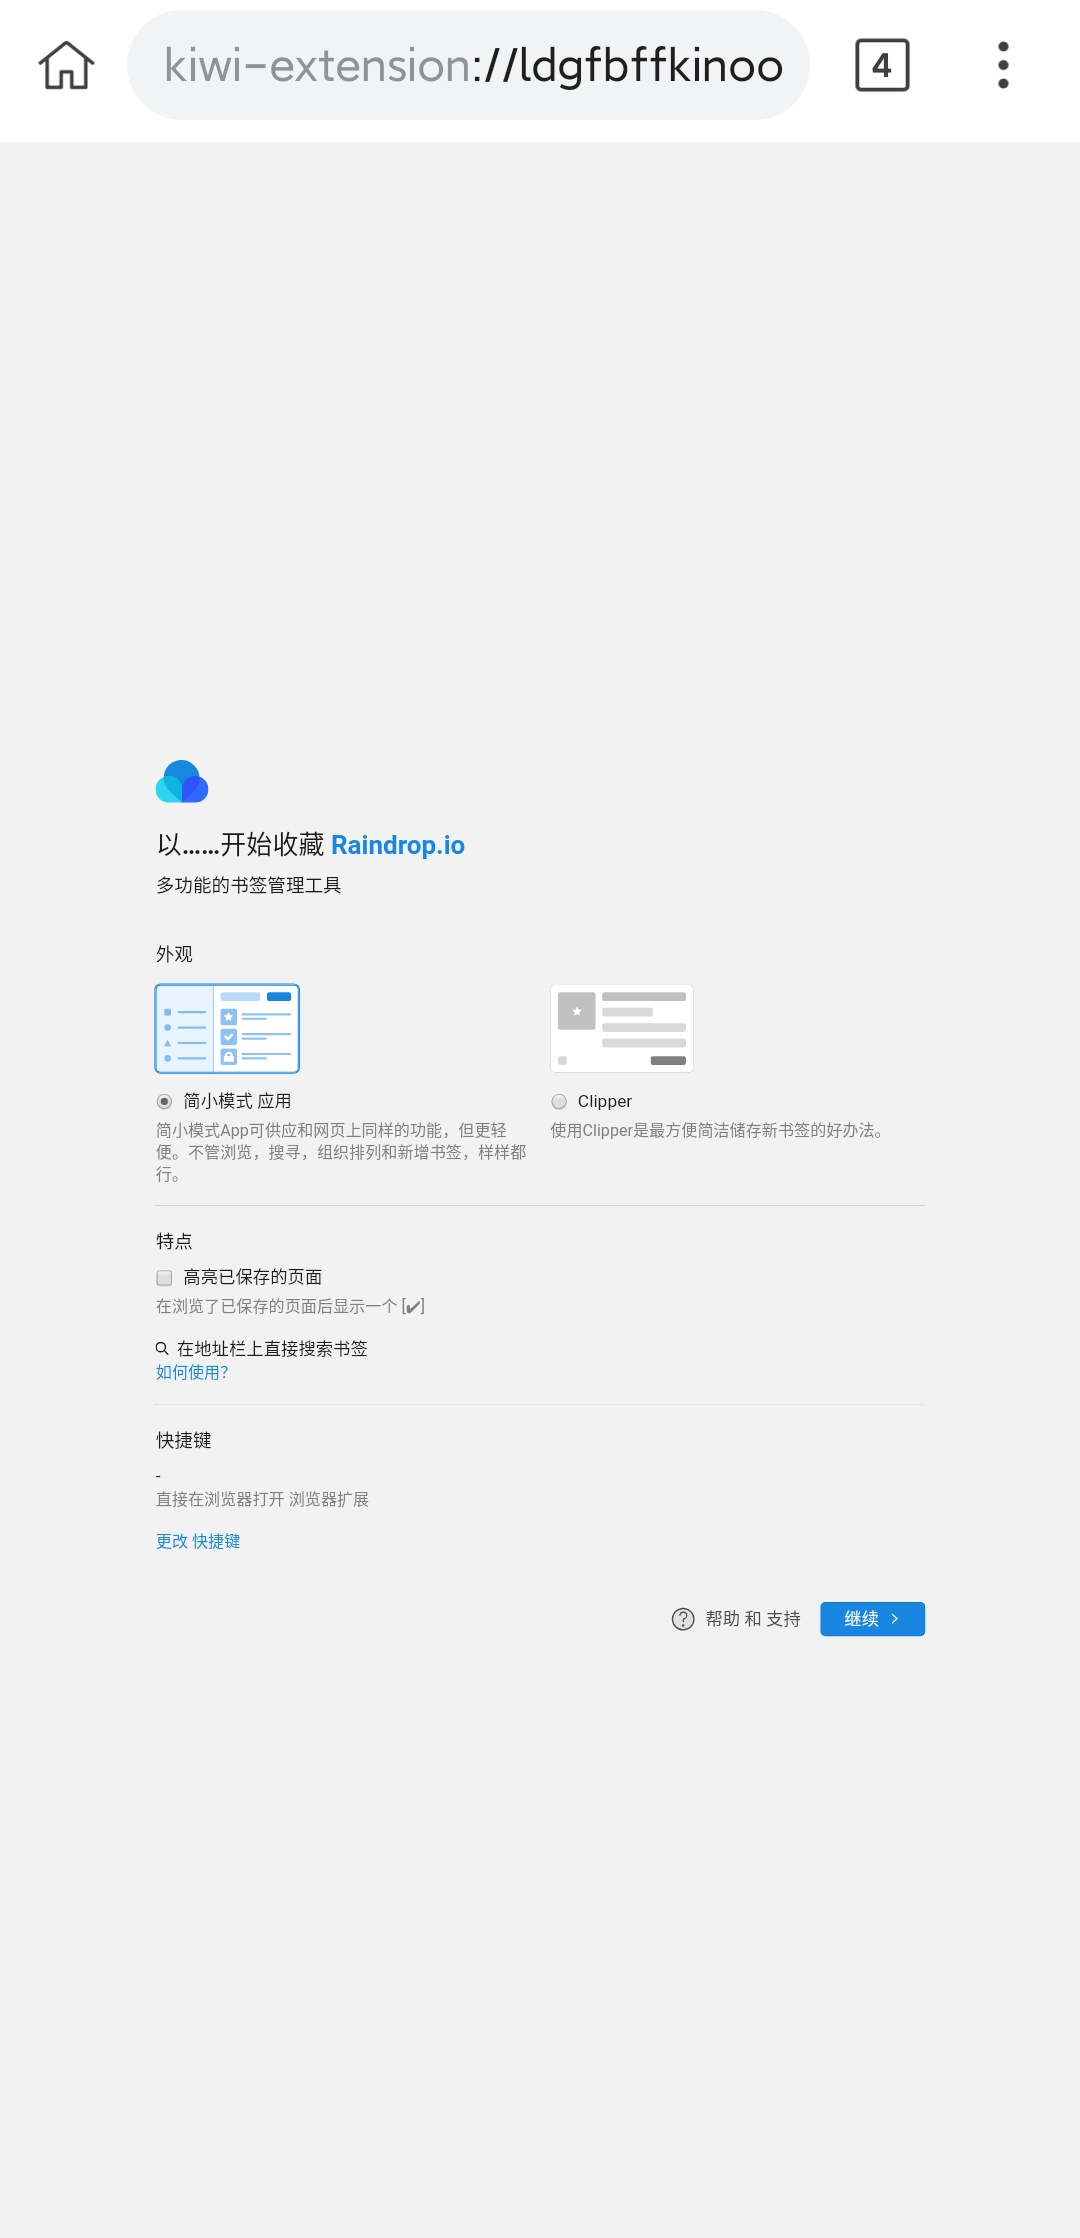 kiwi-extension://ldgfbffkinoo
4
以……开始收藏 Raindrop.io
多功能的书签管理工具
外观
简小模式 应用
简小模式App可供应和网页上同样的功能，但更轻
便。不管浏览，搜寻，组织排列和新增书签，样样都
行。
Clipper
使用Clipper是最方便简洁储存新书签的好办法。
特点
高亮已保存的页面
在浏览了已保存的页面后显示一个 [✔]
在地址栏上直接搜索书签
如何使用？
快捷键
-
直接在浏览器打开 浏览器扩展
更改 快捷键
帮助 和 支持
继续